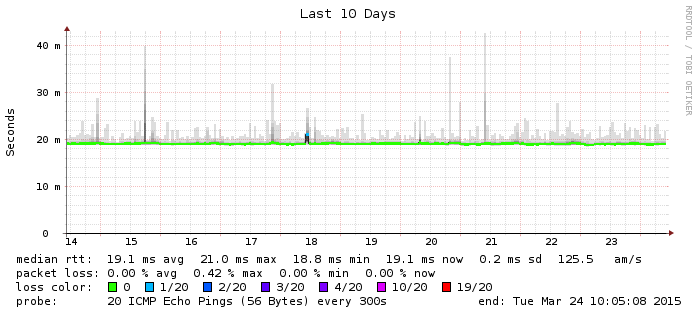 Last 10 Days
RRDTOOL / TOBI OETIKER
Seconds
40 m
30 m
20 m
10 m
0
14 15 16 17 18 19 20 21 22 23
median rtt: 19.1 ms avg 21.0 ms max 18.8 ms min 19.1 ms now 0.2 ms sd 125.5 am/s
packet loss: 0.00 % avg 0.42 % max 0.00 % min 0.00 % now
loss color: 0 1/20 2/20 3/20 4/20 10/20 19/20
probe: 20 ICMP Echo Pings (56 Bytes) every 300s end: Tue Mar 24 10:05:08 2015